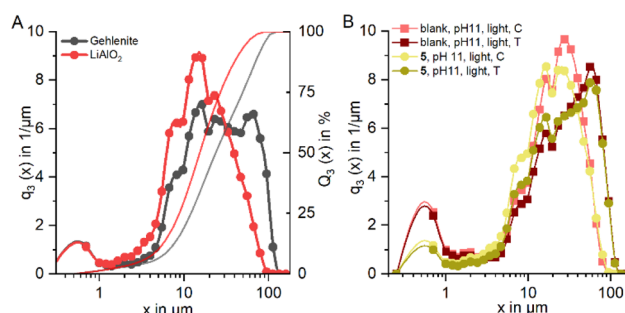 A
Gehlenite
LiAlO₂
q₃ (x) in 1/µm
10
8
6
4
2
0
1
10
100
x in µm
100
75
50
25
0
Q₃ (x) in %
B
blank, pH11, light, C
blank, pH11, light, T
5, pH 11, light, C
5, pH11, light, T
q₃ (x) in 1/µm
10
8
6
4
2
0
1
10
100
x in µm